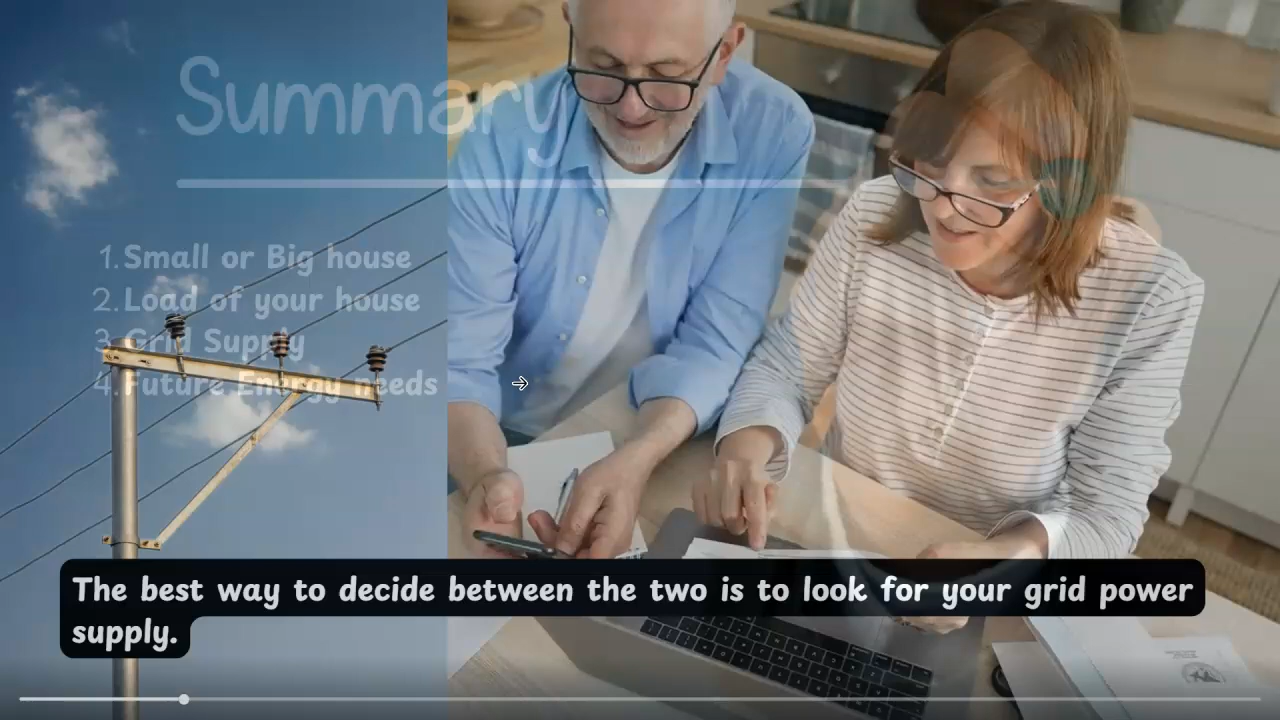 Summary
1. Small or Big house
2. Load of your house
3. Grid Supply
4. Future Energy needs
The best way to decide between the two is to look for your grid power
supply.